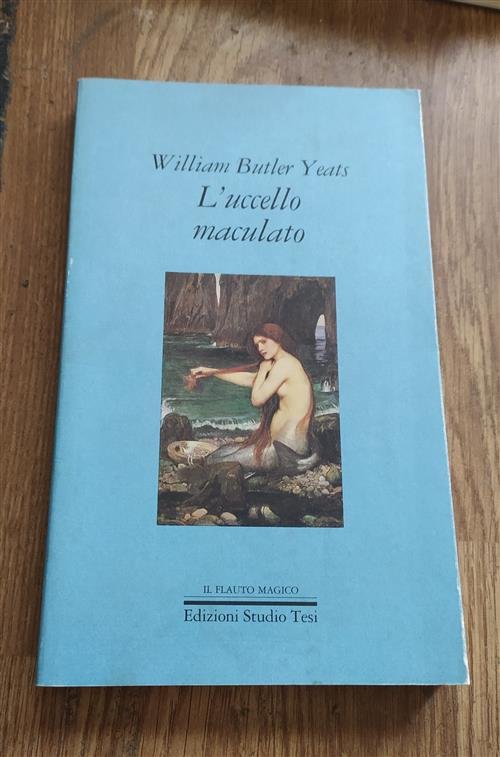 William Butler Yeats
L'uccello
maculato
IL FLAUTO MAGICO
Edizioni Studio Tesi